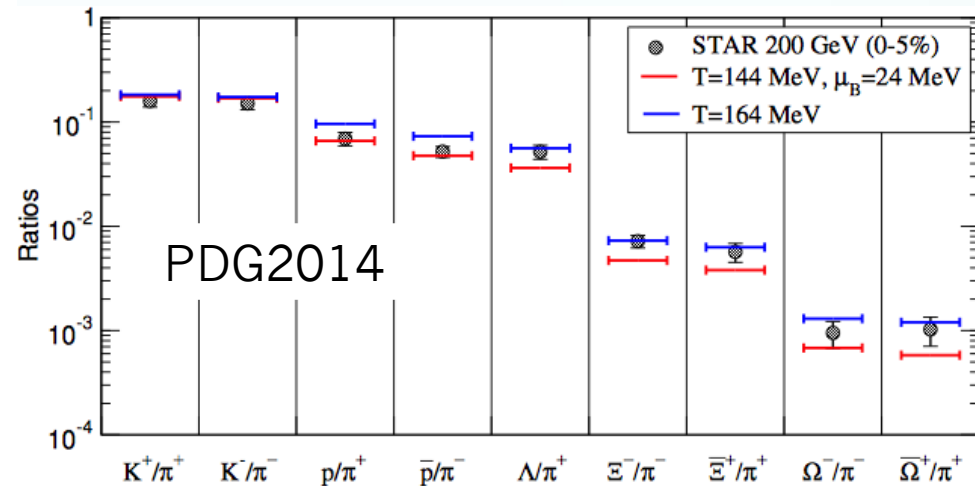 1
10⁻¹
10⁻²
10⁻³
10⁻⁴
Ratios
STAR 200 GeV (0-5%)
T=144 MeV, μ_B=24 MeV
T=164 MeV
PDG2014
K⁺/π⁺ K⁻/π⁻ p/π⁺ p̅/π⁻ Λ/π⁺ Ξ⁻/π⁻ Ξ̅⁺/π⁺ Ω⁻/π⁻ Ω̅⁺/π⁺